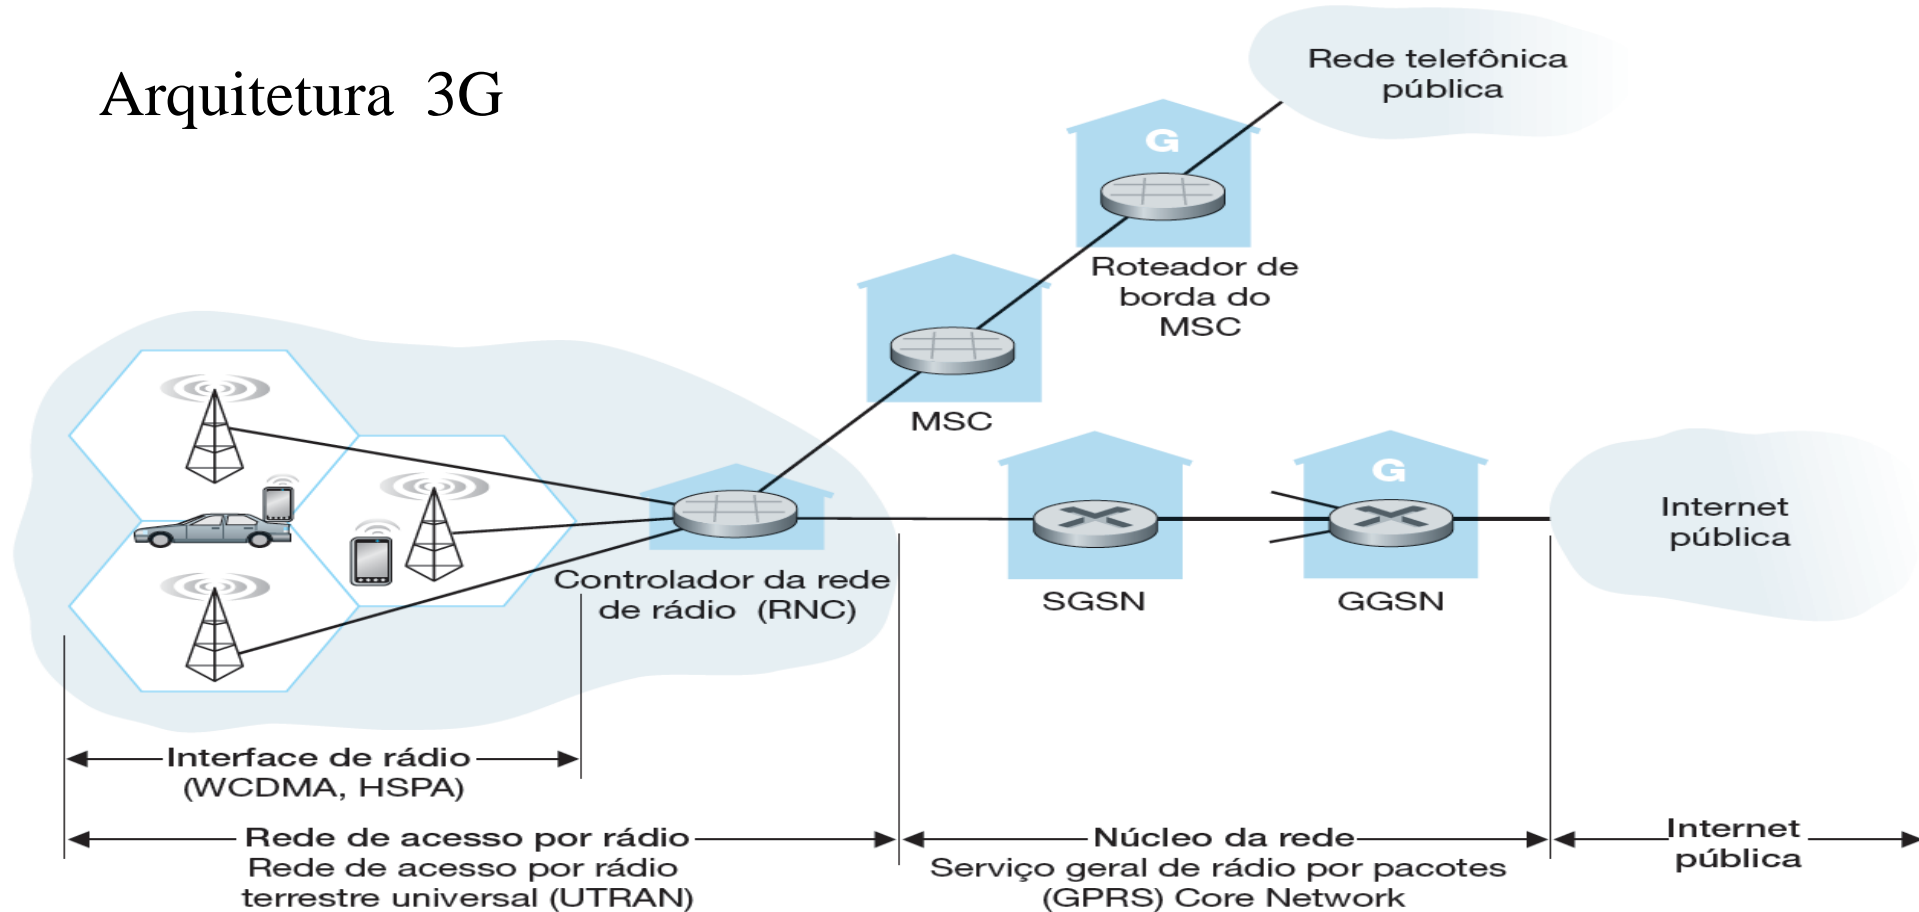 Arquitetura 3G
Rede telefônica
pública
G
Roteador de
borda do
MSC
MSC
G
Internet
pública
Controlador da rede
de rádio (RNC)
SGSN
GGSN
Interface de rádio
(WCDMA, HSPA)
Rede de acesso por rádio
Rede de acesso por rádio
terrestre universal (UTRAN)
Núcleo da rede
Serviço geral de rádio por pacotes
(GPRS) Core Network
Internet
pública